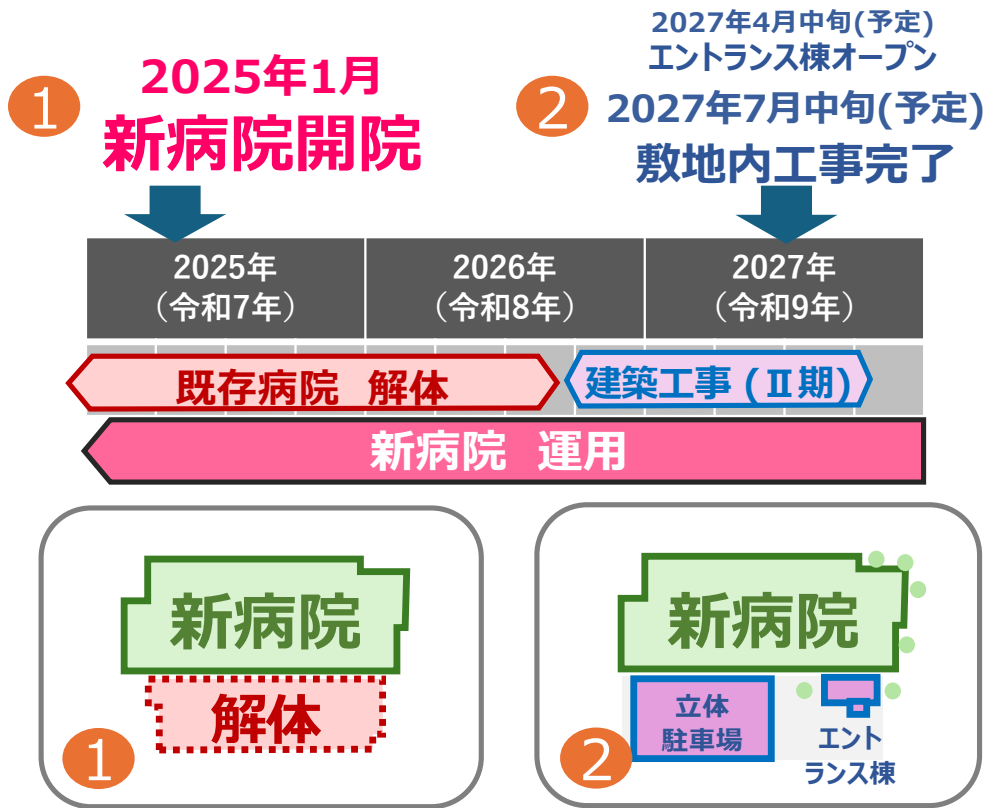 1
2025年1月
新病院開院
2027年4月中旬(予定)
エントランス棟オープン
2
2027年7月中旬(予定)
敷地内工事完了
2025年
（令和7年）
2026年
（令和8年）
2027年
（令和9年）
既存病院 解体
建築工事 (Ⅱ期)
新病院 運用
新病院
解体
1
新病院
立体
駐車場
エント
ランス棟
2